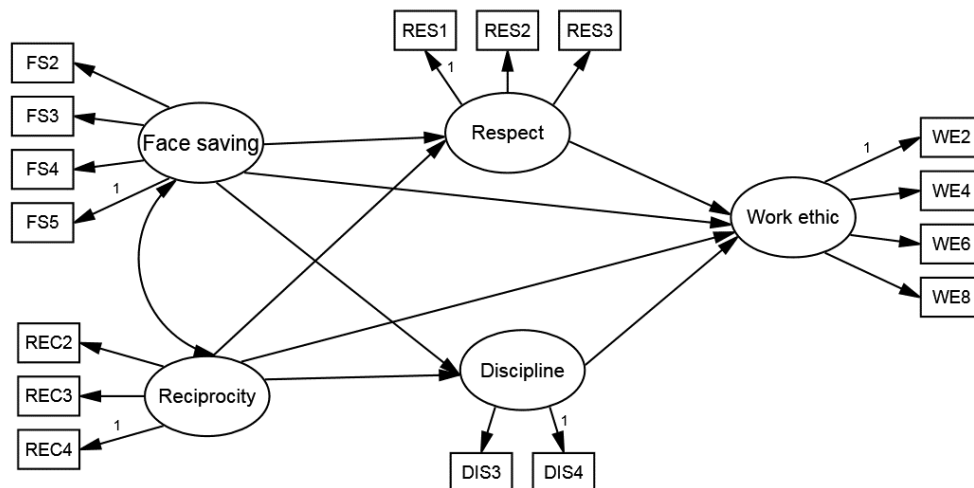 RES1
RES2
RES3
1
FS2
FS3
FS4
1
FS5
Face saving
Respect
1
WE2
WE4
WE6
WE8
Work ethic
REC2
REC3
1
REC4
Reciprocity
Discipline
1
DIS3
DIS4